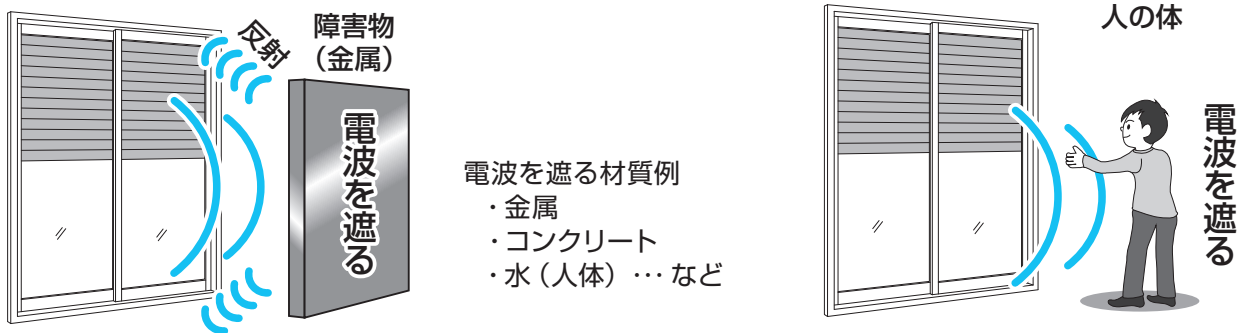 反射
障害物
（金属）
電波を遮る
電波を遮る材質例
・金属
・コンクリート
・水（人体）… など
人の体
電波を遮る